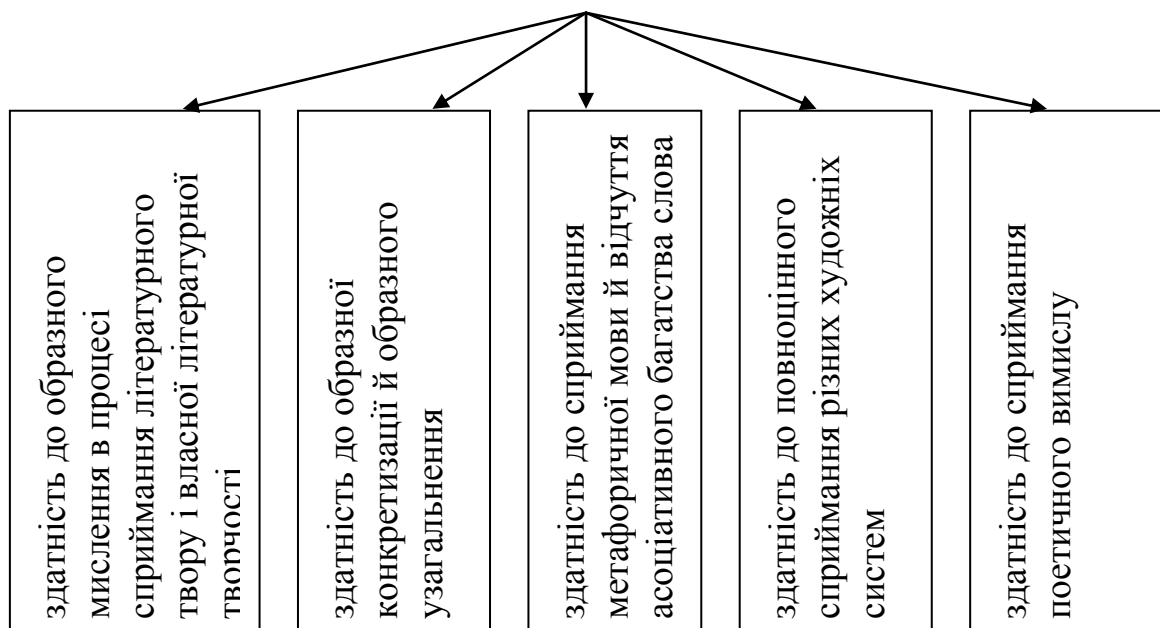 здатність до образного
мислення в процесі
сприймання літературного
твору і власної літературної
творчості
здатність до образної
конкретизації й образного
узагальнення
здатність до сприймання
метафоричної мови й відчуття
асоціативного багатства слова
здатність до повноцінного
сприймання різних художніх
систем
здатність до сприймання
поетичного вимислу